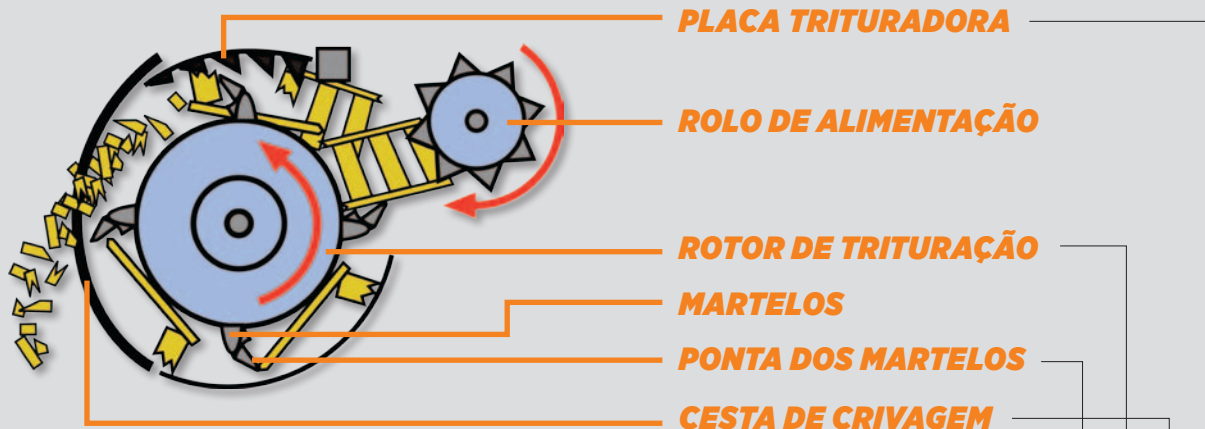 PLACA TRITURADORA
ROLO DE ALIMENTAÇÃO
ROTOR DE TRITURAÇÃO
MARTELOS
PONTA DOS MARTELOS
CESTA DE CRIVAGEM